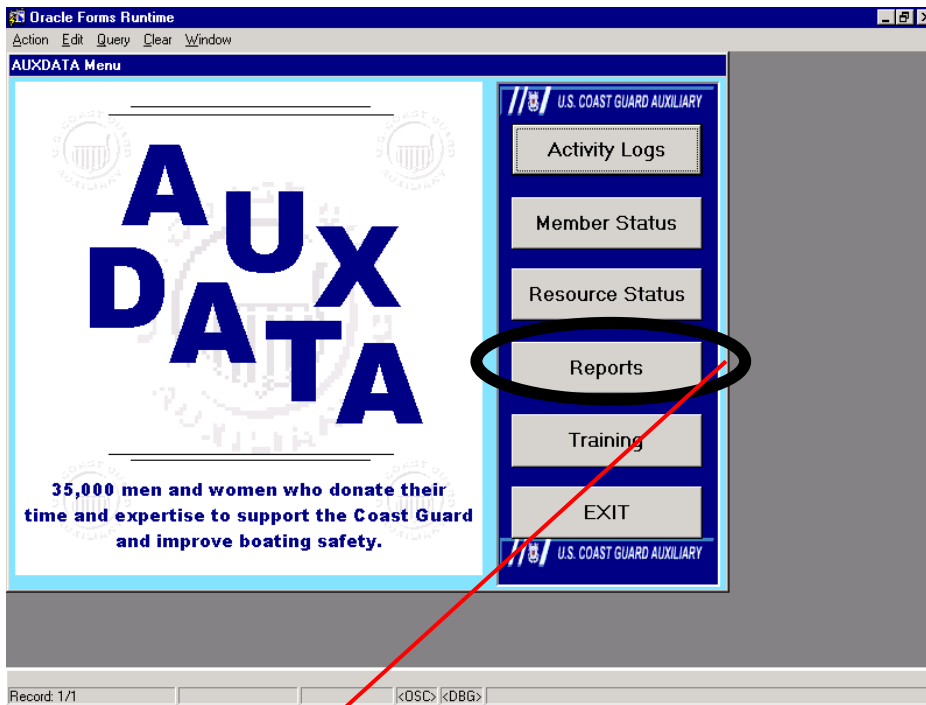 Oracle Forms Runtime
Action Edit Query Clear Window
AUXDATA Menu
AUX
DATA
35,000 men and women who donate their
time and expertise to support the Coast Guard
and improve boating safety.
U.S. COAST GUARD AUXILIARY
Activity Logs
Member Status
Resource Status
Reports
Training
EXIT
U.S. COAST GUARD AUXILIARY
Record: 1/1 <OSC> <DBG>